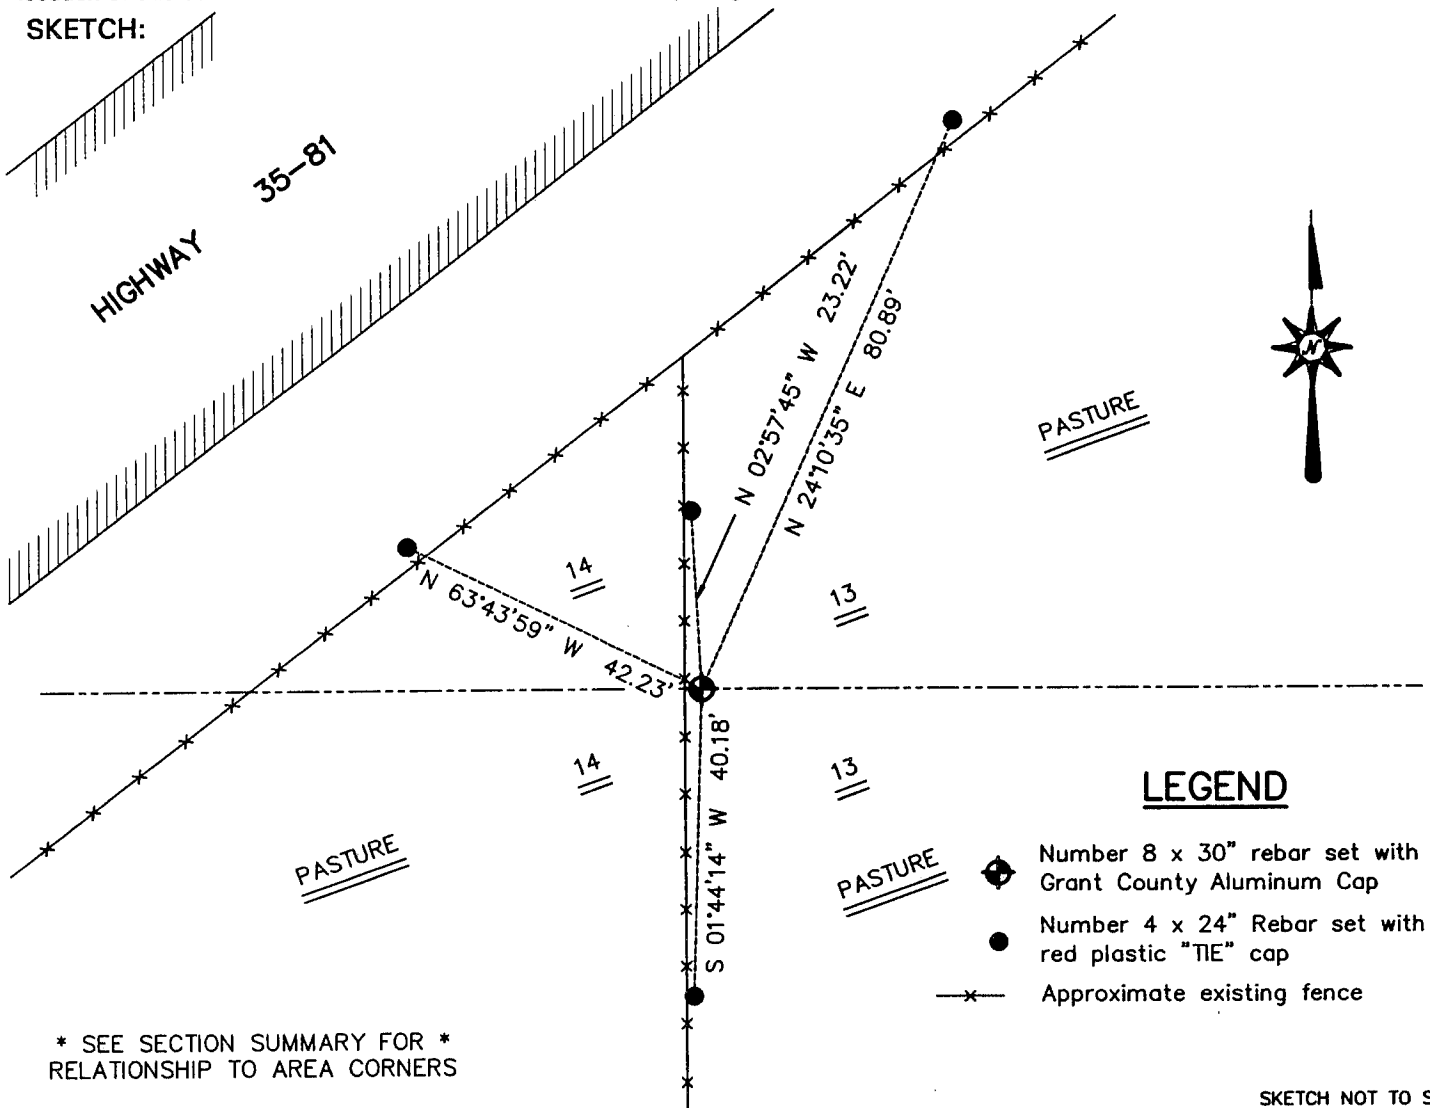 SKETCH:
HIGHWAY 35-81
N 02°57'45" W 23.22'
N 24°10'35" E 80.89'
PASTURE
N
14
13
N 63°43'59" W 42.23'
14
13
S 01°44'14" W 40.18'
PASTURE
PASTURE
LEGEND
Number 8 x 30" rebar set with
Grant County Aluminum Cap
Number 4 x 24" Rebar set with
red plastic "TIE" cap
Approximate existing fence
* SEE SECTION SUMMARY FOR *
RELATIONSHIP TO AREA CORNERS
SKETCH NOT TO S